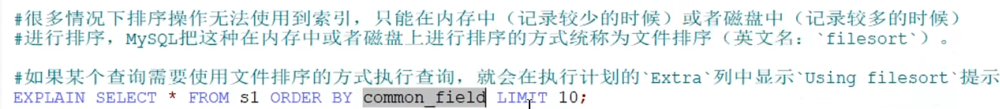 #很多情况下排序操作无法使用到索引，只能在内存中（记录较少的时候）或者磁盘中（记录较多的时候）
#进行排序，MySQL把这种在内存中或者磁盘上进行排序的方式统称为文件排序（英文名：`filesort`）。
#如果某个查询需要使用文件排序的方式执行查询，就会在执行计划的`Extra`列中显示`Using filesort`提示
EXPLAIN SELECT * FROM s1 ORDER BY common_field LIMIT 10;